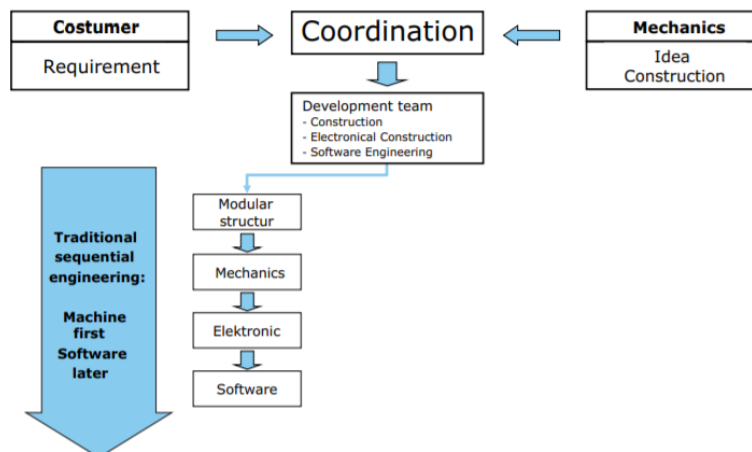 Costumer
Requirement
Coordination
Mechanics
Idea
Construction
Development team
- Construction
- Electronical Construction
- Software Engineering
Modular
structur
Mechanics
Elektronic
Software
Traditional
sequential
engineering:
Machine
first
Software
later